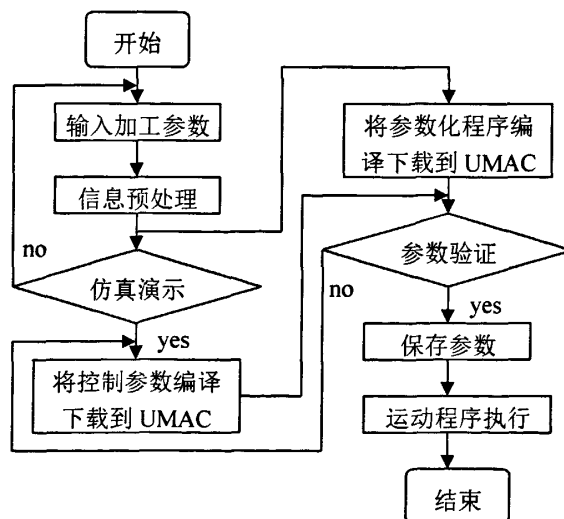 开始
输入加工参数
信息预处理
no
仿真演示
yes
将控制参数编译
下载到 UMAC
将参数化程序编
译下载到 UMAC
参数验证
no
yes
保存参数
运动程序执行
结束